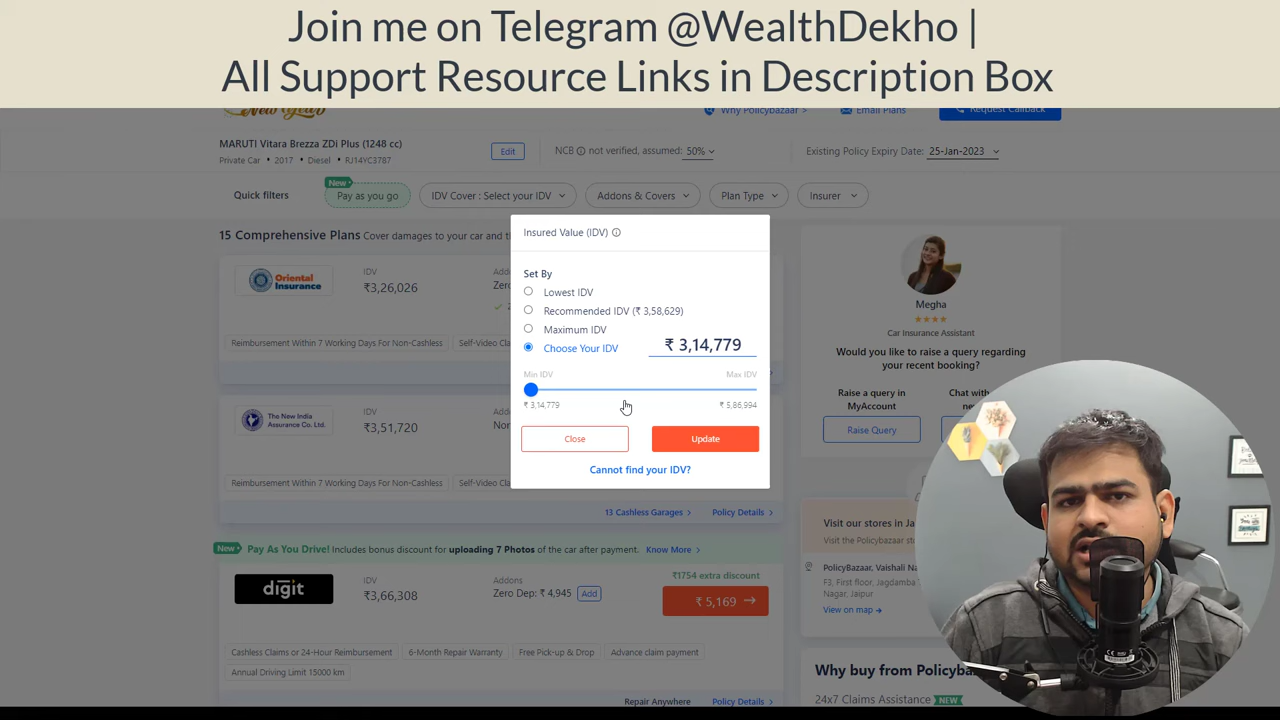 Join me on Telegram @WealthDekho |
All Support Resource Links in Description Box
New Year
Why Policybazaar >
Email Plans
Request Callback
MARUTI Vitara Brezza ZDi Plus (1248 cc)
Private Car • 2017 • Diesel • RJ14YC3787
Edit
NCB not verified, assumed: 50%
Existing Policy Expiry Date: 25-Jan-2023
Quick filters
New
Pay as you go
IDV Cover : Select your IDV
Addons & Covers
Plan Type
Insurer
15 Comprehensive Plans Cover damages to your car and
Insured Value (IDV)
Set By
Lowest IDV
Recommended IDV (₹ 3,58,629)
Maximum IDV
Choose Your IDV
₹ 3,14,779
Min IDV
Max IDV
₹ 3,14,779
₹ 5,86,994
Close
Update
Cannot find your IDV?
Oriental
Insurance
IDV
₹3,26,026
Reimbursement Within 7 Working Days For Non-Cashless
The New India
Assurance Co. Ltd.
IDV
₹3,51,720
Reimbursement Within 7 Working Days For Non-Cashless
13 Cashless Garages >
Policy Details >
New
Pay As You Drive! Includes bonus discount for uploading 7 Photos of the car after payment. Know More >
digit
IDV
₹3,66,308
Addons
Zero Dep: ₹ 4,945
Add
₹1754 extra discount
₹ 5,169
Cashless Claims or 24-Hour Reimbursement
6-Month Repair Warranty
Free Pick-up & Drop
Advance claim payment
Annual Driving Limit 15000 km
Repair Anywhere
Policy Details >
Megha
Car Insurance Assistant
Would you like to raise a query regarding
your recent booking?
Raise a query in
MyAccount
Raise Query
Chat with
Visit our stores in
Visit the Policybazaar
PolicyBazaar, Vaishali
F3, First floor, Jagdamba
Nagar, Jaipur
View on map
Why buy from
24x7 Claims Assistance NEW